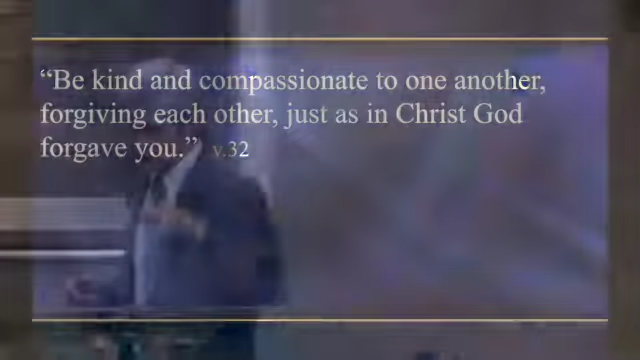 “Be kind and compassionate to one another,
forgiving each other, just as in Christ God
forgave you.” v.32